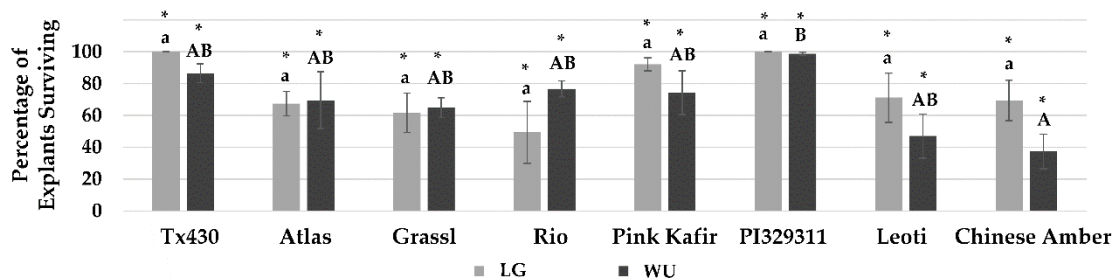 Percentage of
Explants Surviving
100
80
60
40
20
0
* a * AB
* a * AB
* a * AB
* a * AB
* a * AB
* a * B
* a * AB
* a * A
Tx430 Atlas Grassl Rio Pink Kafir PI329311 Leoti Chinese Amber
LG WU